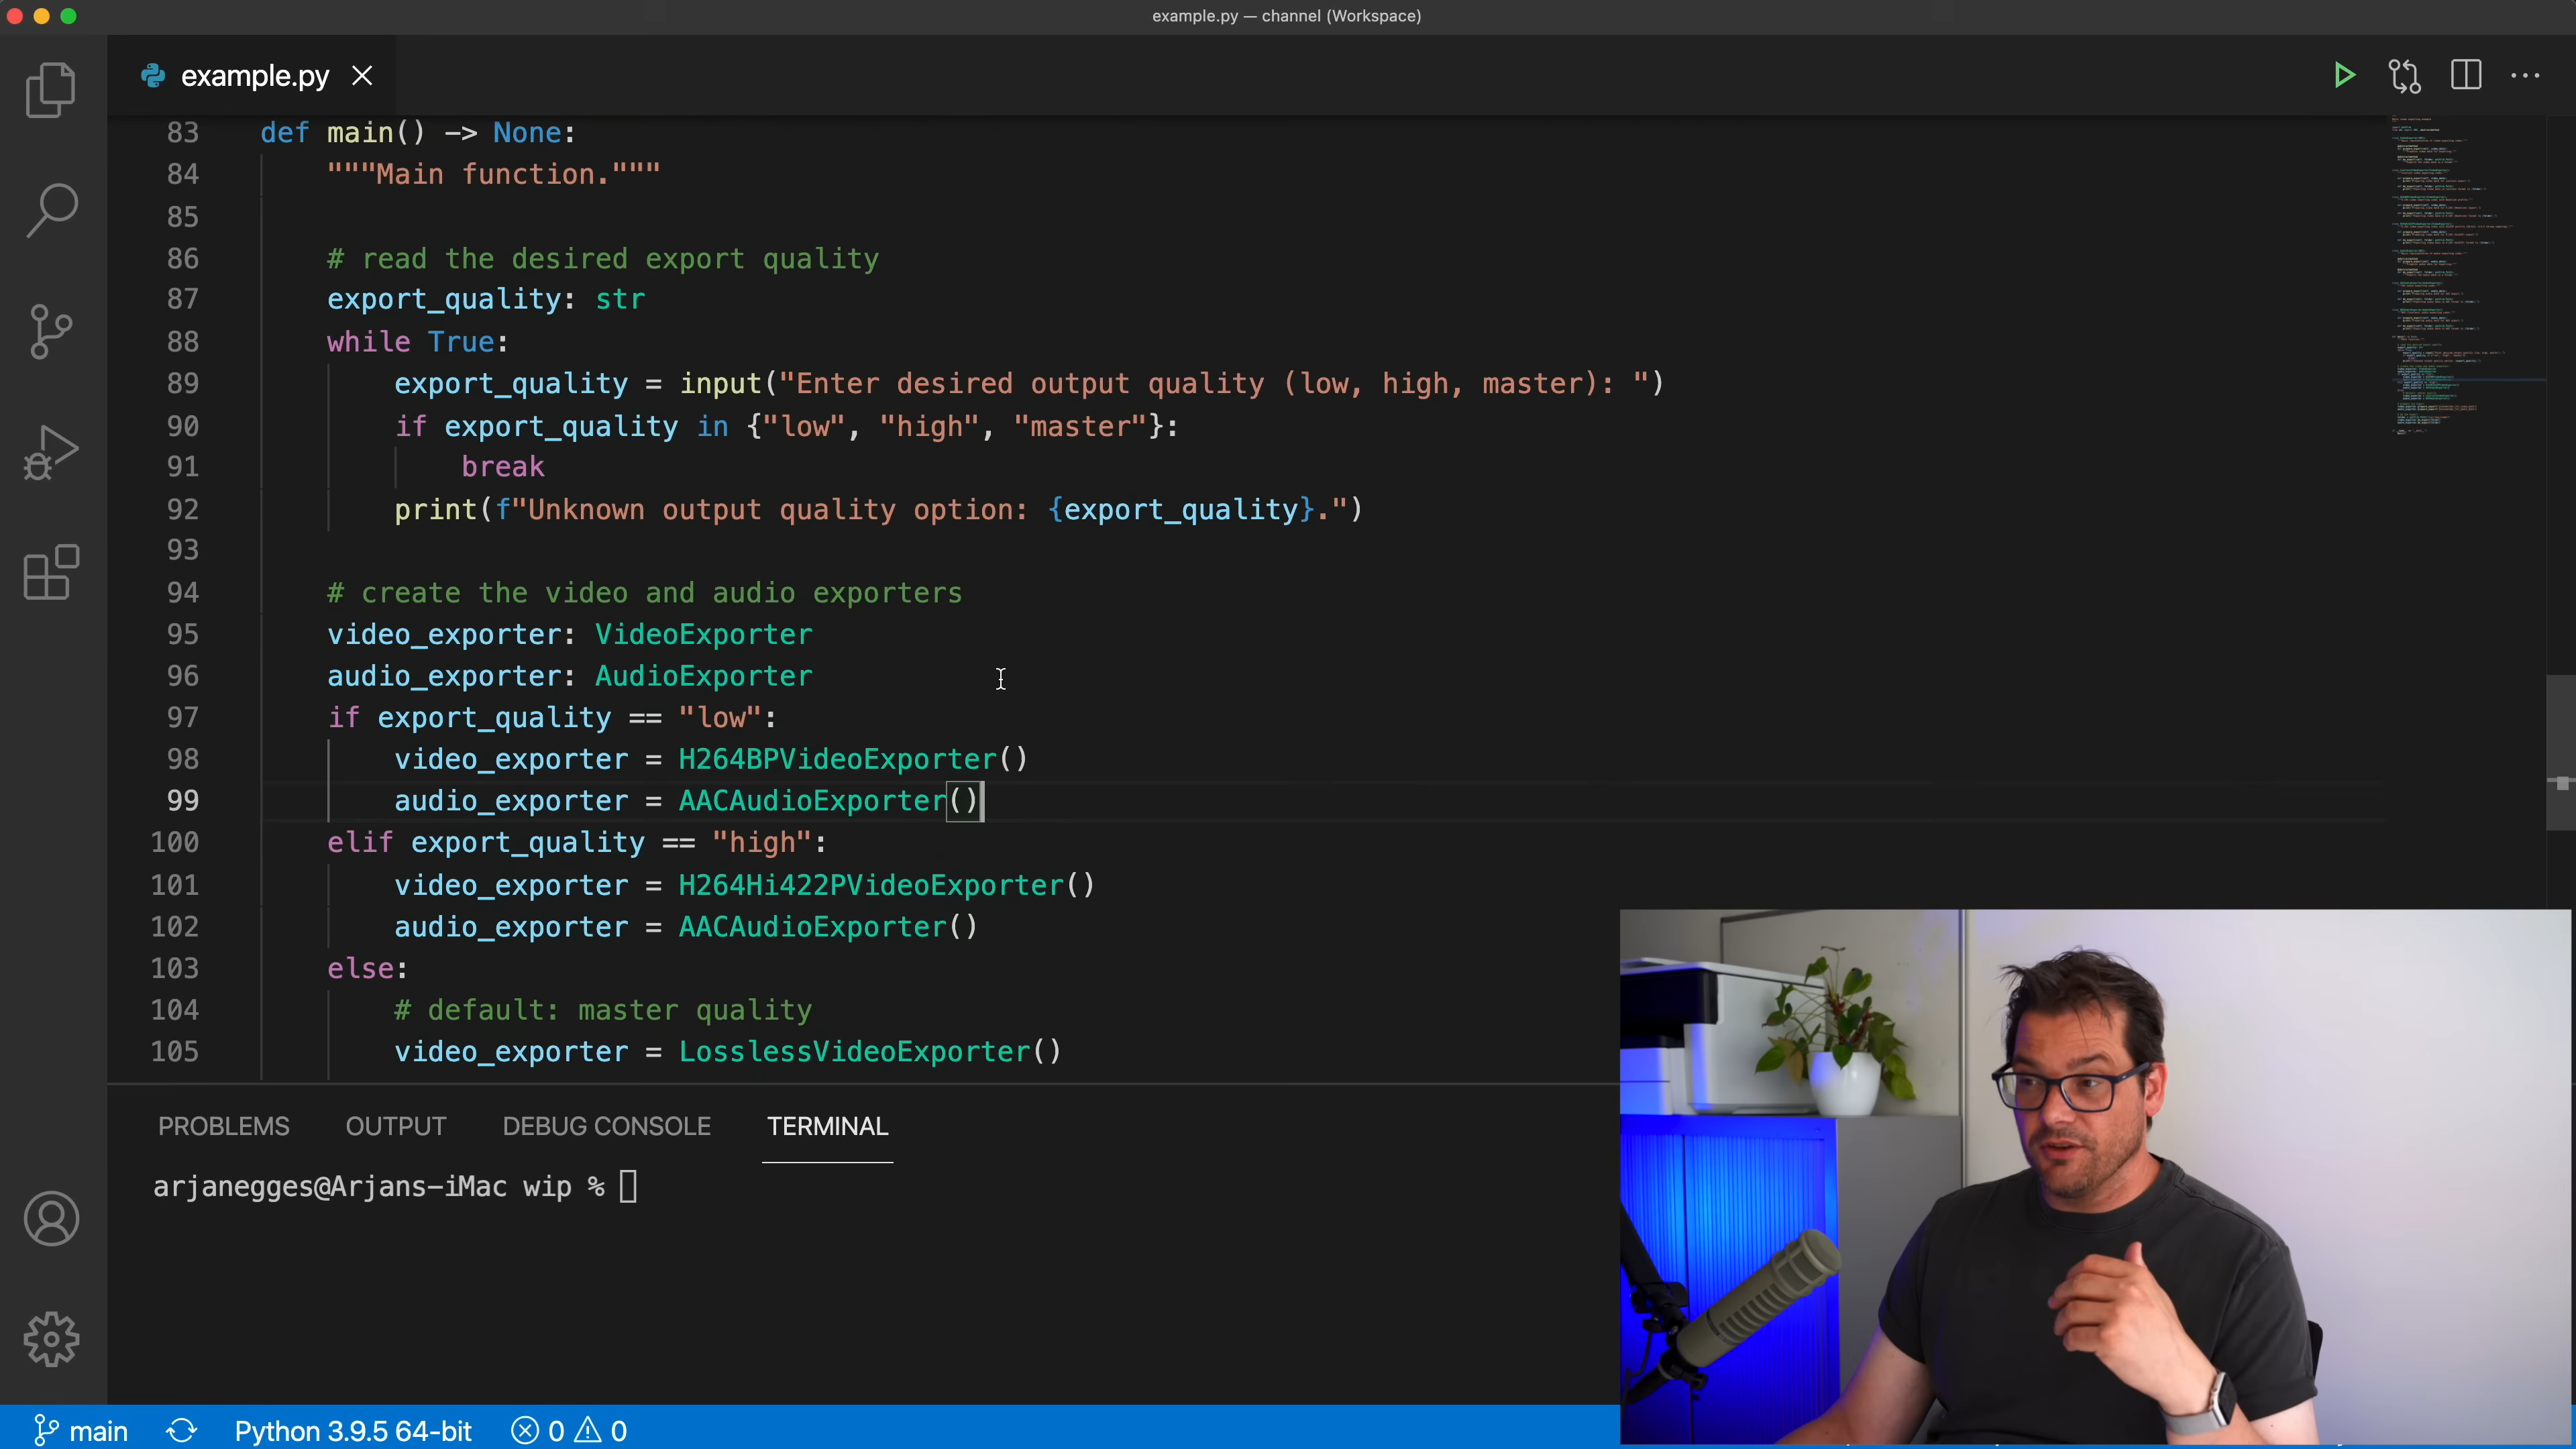 example.py — channel (Workspace)
example.py
83 def main() -> None:
84 """Main function."""
85
86 # read the desired export quality
87 export_quality: str
88 while True:
89 export_quality = input("Enter desired output quality (low, high, master): ")
90 if export_quality in {"low", "high", "master"}:
91 break
92 print(f"Unknown output quality option: {export_quality}.")
93
94 # create the video and audio exporters
95 video_exporter: VideoExporter
96 audio_exporter: AudioExporter
97 if export_quality == "low":
98 video_exporter = H264BPVideoExporter()
99 audio_exporter = AACAudioExporter()
100 elif export_quality == "high":
101 video_exporter = H264Hi422PVideoExporter()
102 audio_exporter = AACAudioExporter()
103 else:
104 # default: master quality
105 video_exporter = LosslessVideoExporter()
PROBLEMS OUTPUT DEBUG CONSOLE TERMINAL
arjanegges@Arjans-iMac wip %
main Python 3.9.5 64-bit 0 0